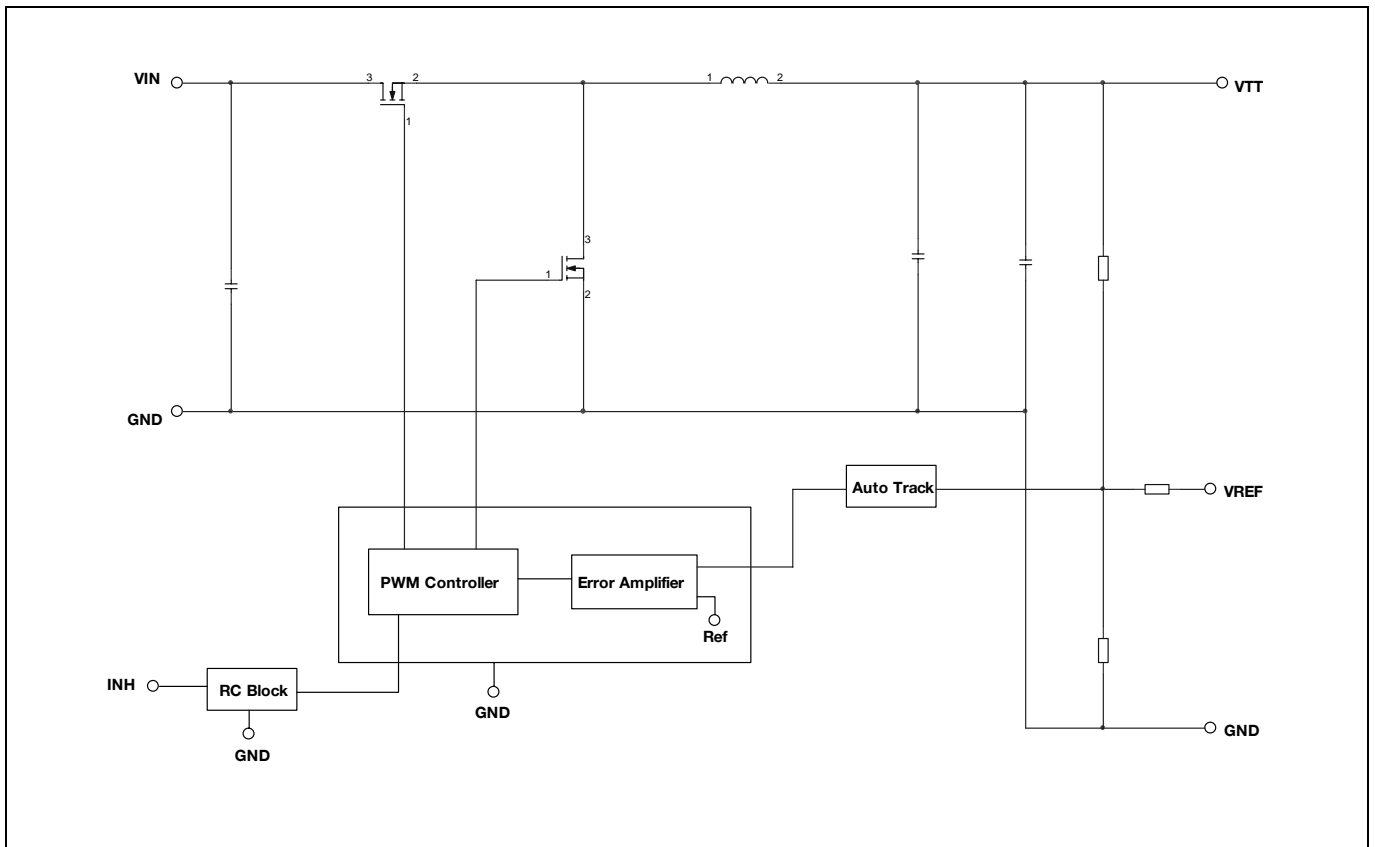 VIN
3
2
1
1
2
VTT
3
1
2
GND
Auto Track
VREF
PWM Controller
Error Amplifier
Ref
INH
RC Block
GND
GND
GND